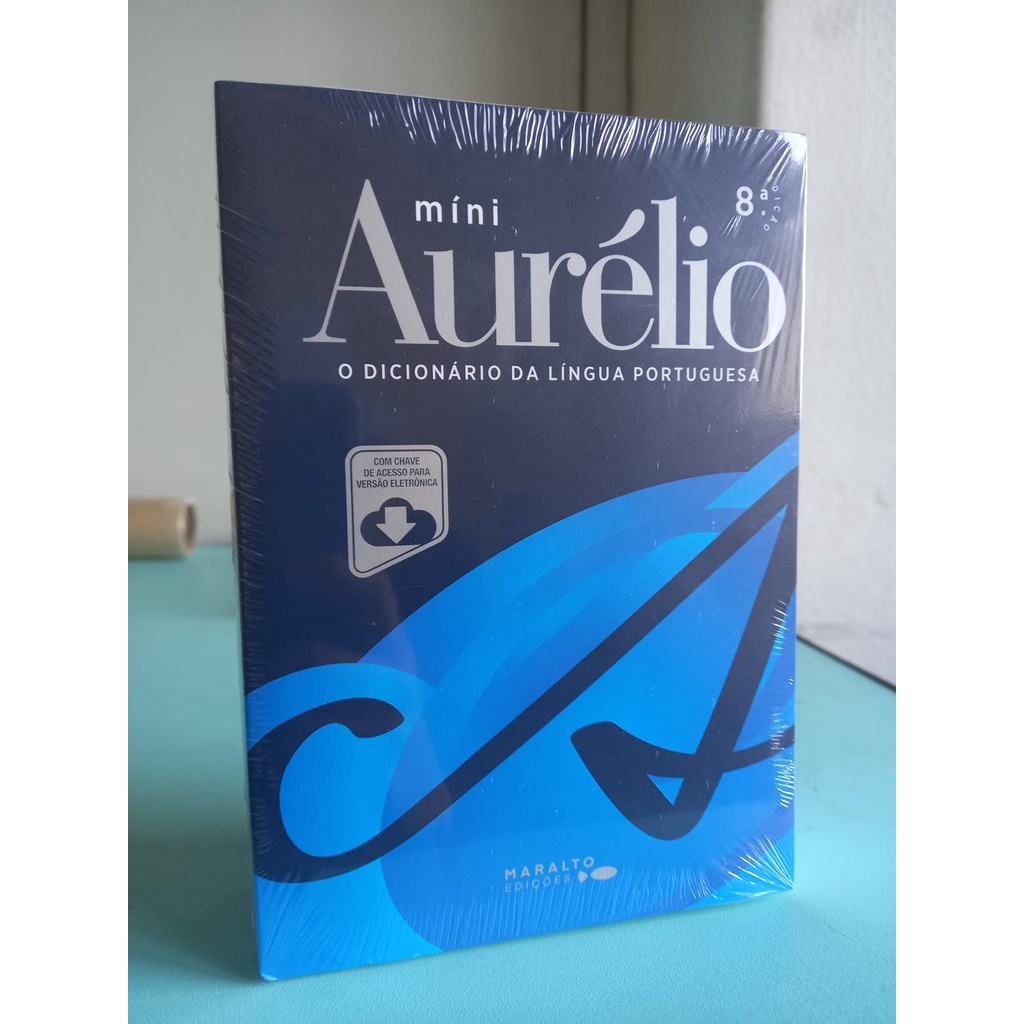 míni
8ª.
EDIÇÃO
Aurélio
O DICIONÁRIO DA LÍNGUA PORTUGUESA
COM CHAVE
DE ACESSO PARA
VERSÃO ELETRÔNICA
MARALTO
EDIÇÕES